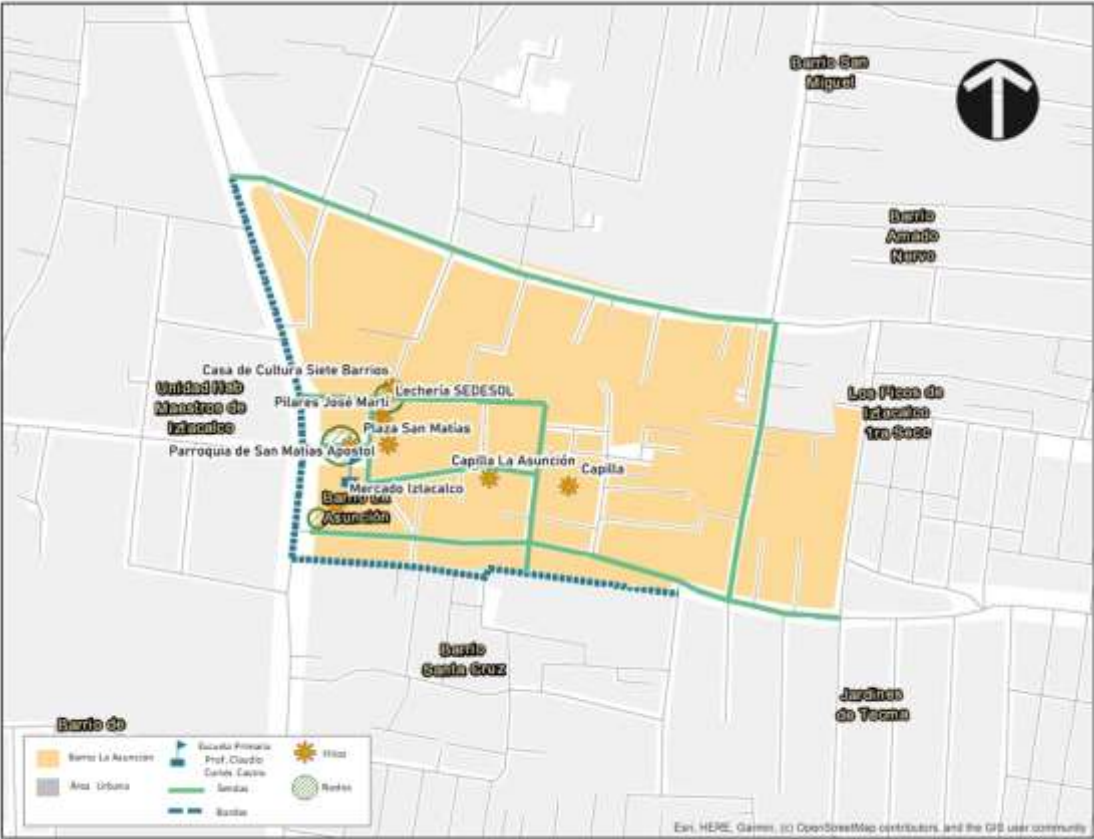 Barrio San
Miguel
Barrio
Amado
Nervo
Casa de Cultura Siete Barrios
Unidad Hab
Maestros de
Iztacalco
Lechería SEDESOL
Pilares José Martí
Los Picos de
Iztacalco
1ra Secc
Plaza San Matías
Parroquia de San Matías Apostol
Capilla La Asunción
Capilla
Mercado Iztacalco
Barrio La
Asunción
Barrio
Santa Cruz
Jardines
de Tecma
Barrio de
Barrio La Asunción
Área Urbana
Escuela Primaria
Prof. Claudio
Cortés Castro
Sendas
Bordes
Hitos
Nodos
Esri, HERE, Garmin, (c) OpenStreetMap contributors, and the GIS user community